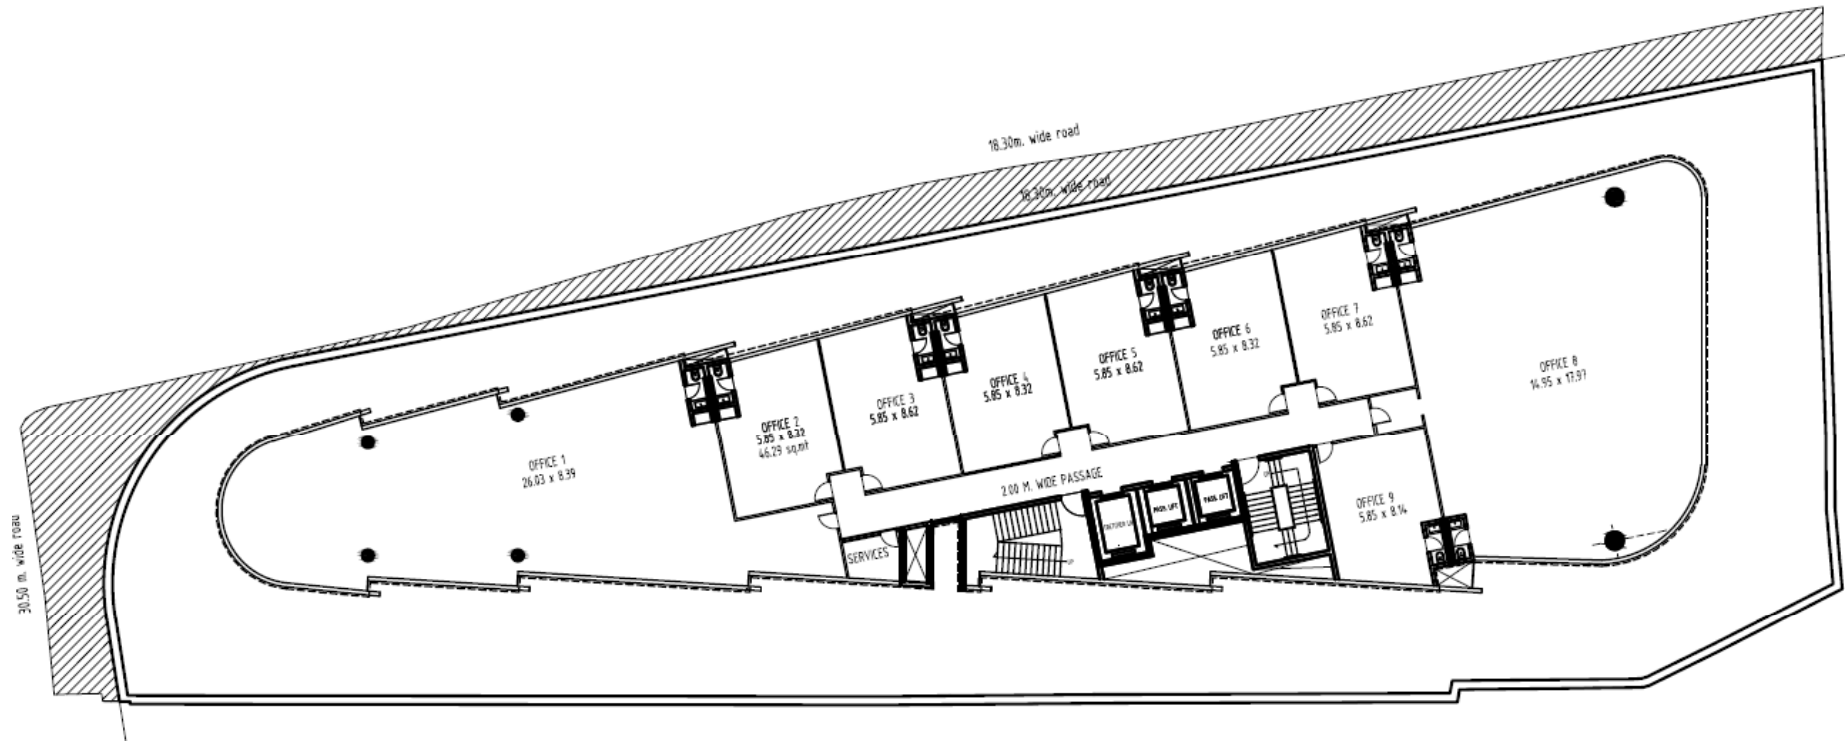 18.30m. wide road
18.30m. wide road
30.50 m. wide road
OFFICE 1
26.03 x 8.39
OFFICE 2
5.85 x 8.32
46.29 sq.mt
OFFICE 3
5.85 x 8.62
OFFICE 4
5.85 x 8.32
OFFICE 5
5.85 x 8.62
OFFICE 6
5.85 x 8.32
OFFICE 7
5.85 x 8.62
OFFICE 8
14.95 x 17.97
2.00 M. WIDE PASSAGE
OFFICE 9
5.85 x 8.14
SERVICES
PASS. LIFT
PASS. LIFT
UP
UP